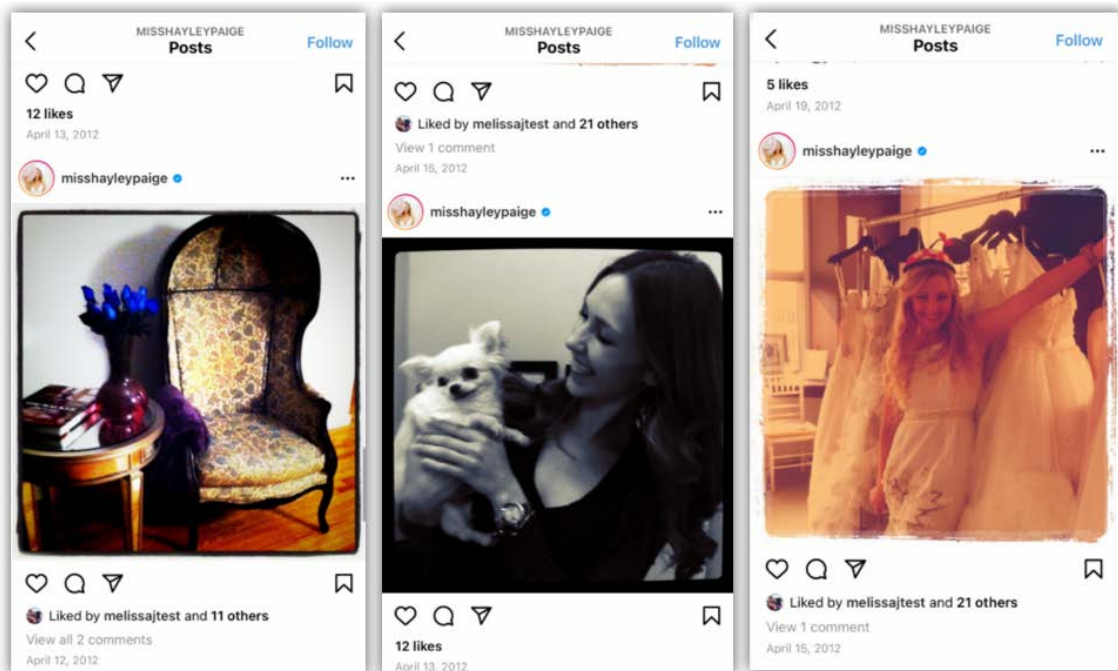 MISSHAYLEYPAIGE
Posts
Follow
12 likes
April 13, 2012
misshayleypaige
Liked by melissajtest and 11 others
View all 2 comments
April 12, 2012
MISSHAYLEYPAIGE
Posts
Follow
Liked by melissajtest and 21 others
View 1 comment
April 15, 2012
misshayleypaige
12 likes
April 13, 2012
MISSHAYLEYPAIGE
Posts
Follow
5 likes
April 19, 2012
misshayleypaige
Liked by melissajtest and 21 others
View 1 comment
April 15, 2012